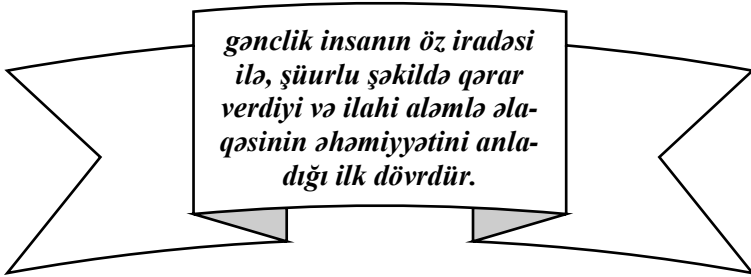 gənclik insanın öz iradəsi
ilə, şüurlu şəkildə qərar
verdiyi və ilahi aləmlə əla-
qəsinin əhəmiyyətini anla-
dığı ilk dövrdür.